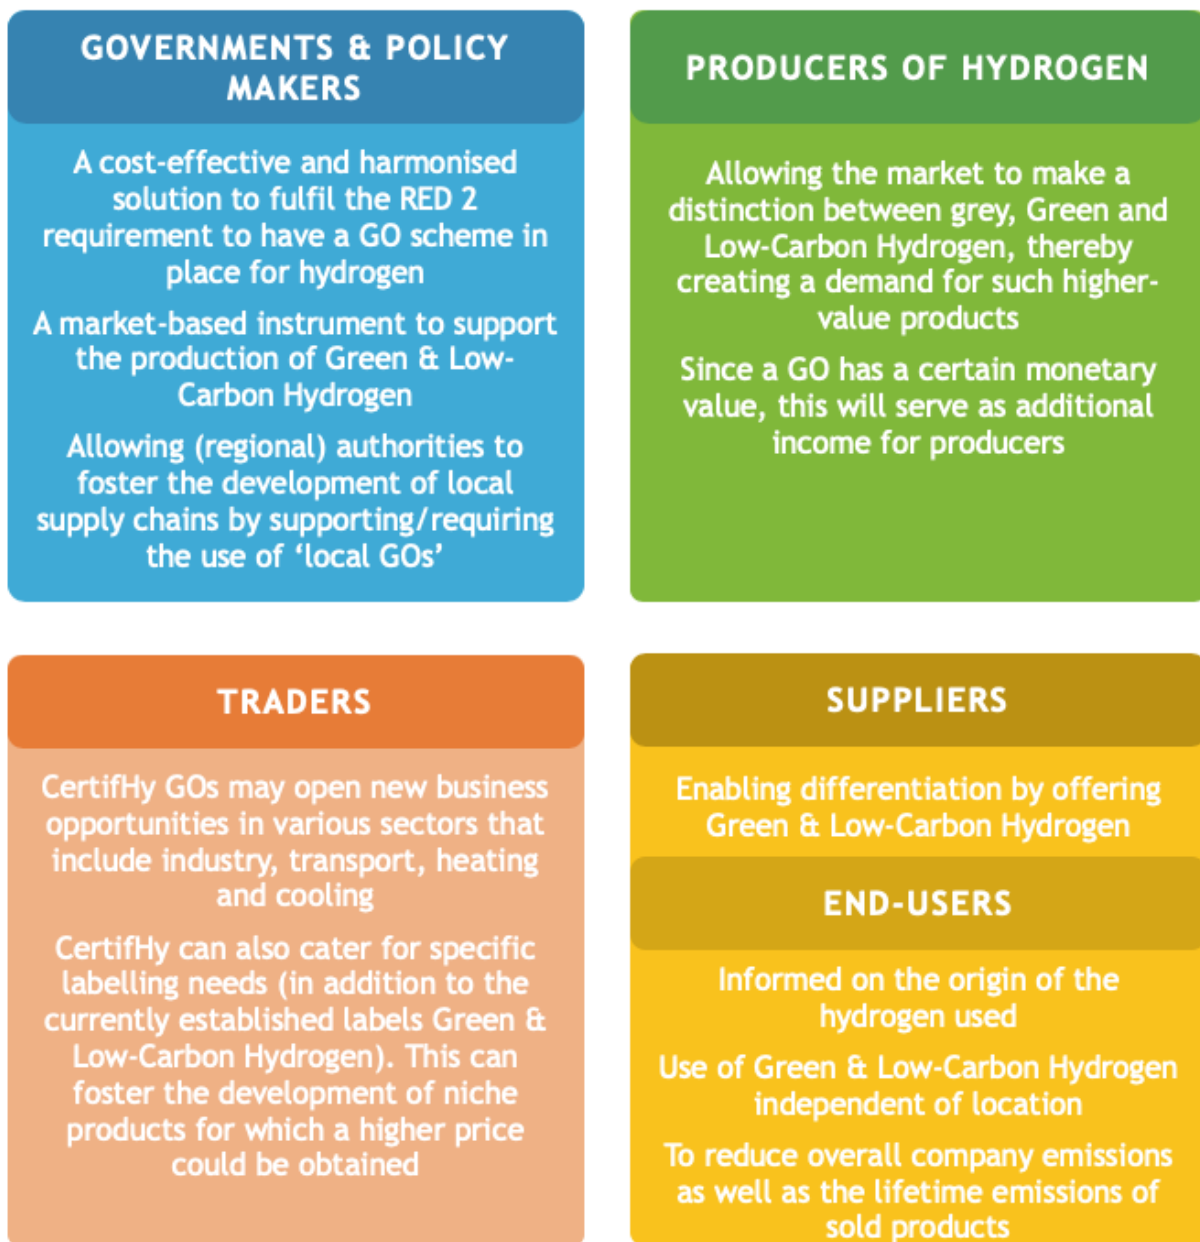 GOVERNMENTS & POLICY
MAKERS
A cost-effective and harmonised
solution to fulfil the RED 2
requirement to have a GO scheme in
place for hydrogen
A market-based instrument to support
the production of Green & Low-
Carbon Hydrogen
Allowing (regional) authorities to
foster the development of local
supply chains by supporting/requiring
the use of ‘local GOs’
PRODUCERS OF HYDROGEN
Allowing the market to make a
distinction between grey, Green and
Low-Carbon Hydrogen, thereby
creating a demand for such higher-
value products
Since a GO has a certain monetary
value, this will serve as additional
income for producers
TRADERS
CertifHy GOs may open new business
opportunities in various sectors that
include industry, transport, heating
and cooling
CertifHy can also cater for specific
labelling needs (in addition to the
currently established labels Green &
Low-Carbon Hydrogen). This can
foster the development of niche
products for which a higher price
could be obtained
SUPPLIERS
Enabling differentiation by offering
Green & Low-Carbon Hydrogen
END-USERS
Informed on the origin of the
hydrogen used
Use of Green & Low-Carbon Hydrogen
independent of location
To reduce overall company emissions
as well as the lifetime emissions of
sold products